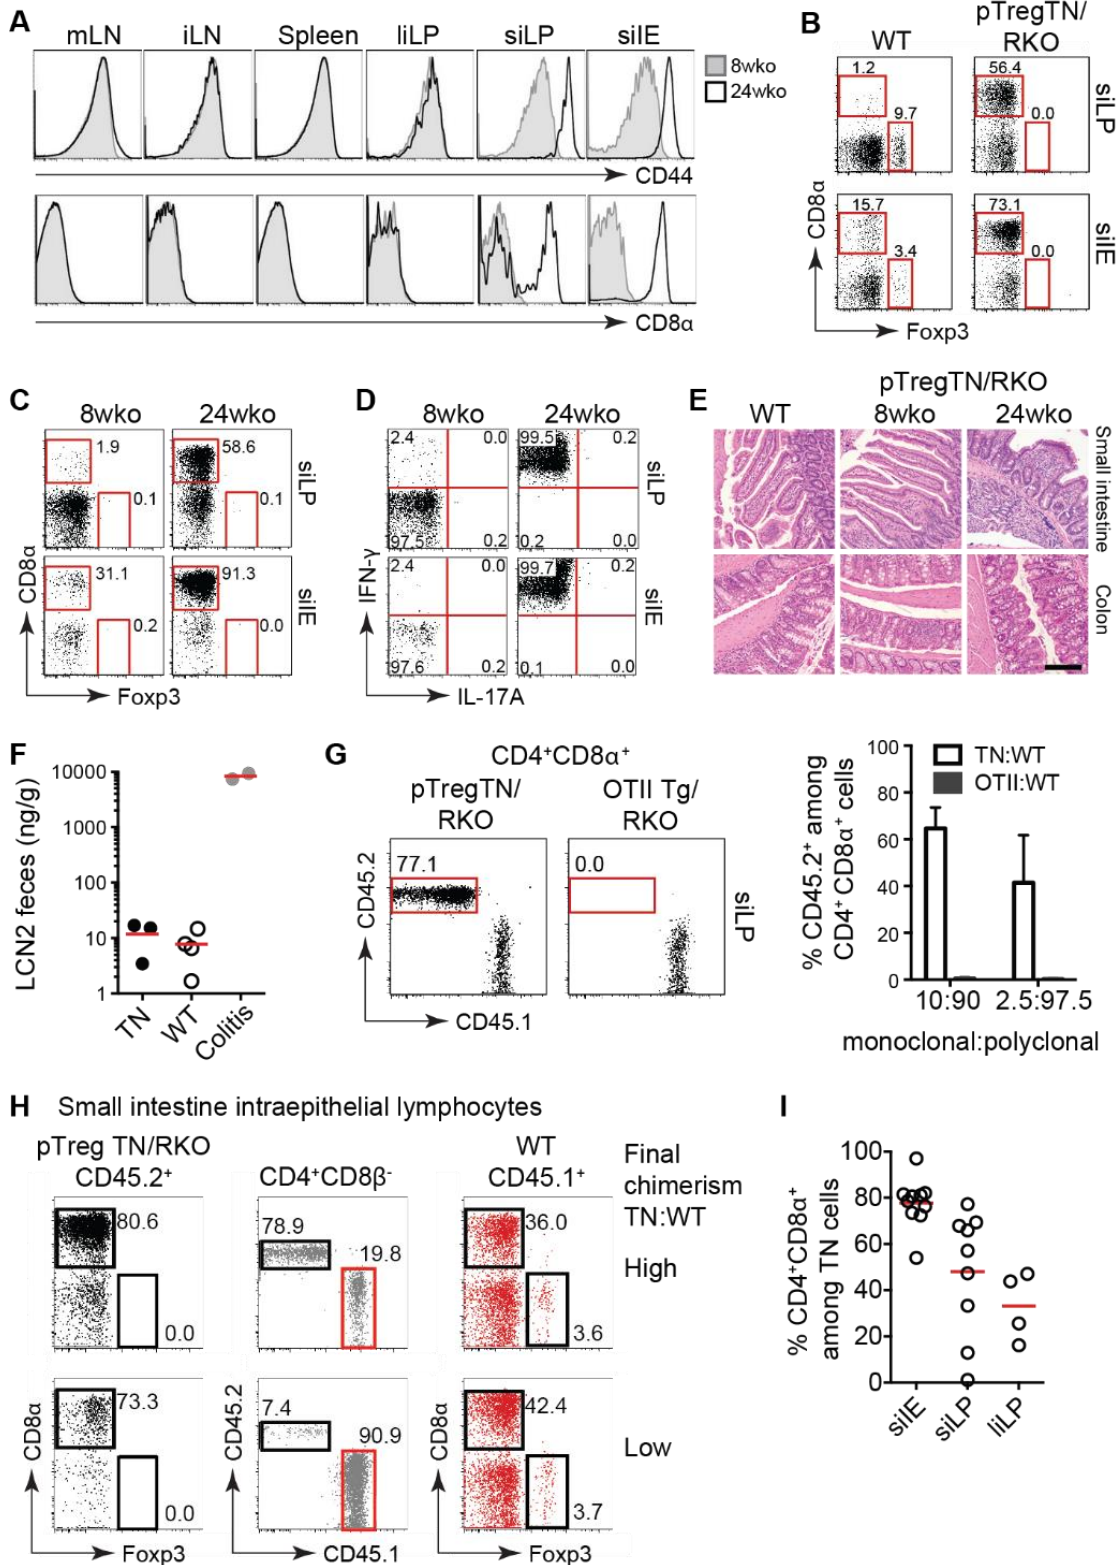 A
mLN iLN Spleen liLP siLP siIE
8wko
24wko
CD44
CD8α
B
pTregTN/
WT RKO
1.2 56.4
9.7 0.0
siLP
15.7 73.1
3.4 0.0
siIE
CD8α
Foxp3
C
8wko 24wko
1.9 58.6
0.1 0.1
31.1 91.3
0.2 0.0
CD8α
Foxp3
D
8wko 24wko
2.4 0.0 99.5 0.2
97.5 0.2 0.2 0.0
siLP
2.4 0.0 99.7 0.2
97.6 0.2 0.1 0.0
siIE
IFN-γ
IL-17A
E
pTregTN/RKO
WT 8wko 24wko
Small intestine
Colon
F
LCN2 feces (ng/g)
10000
1000
100
10
1
TN WT Colitis
G
CD4⁺CD8α⁺
pTregTN/ OTII Tg/
RKO RKO
77.1 0.0
siLP
CD45.2
CD45.1
% CD45.2⁺ among
CD4⁺ CD8α⁺ cells
100
80
60
40
20
0
TN:WT
OTII:WT
10:90 2.5:97.5
monoclonal:polyclonal
H Small intestine intraepithelial lymphocytes
pTreg TN/RKO WT
CD45.2⁺ CD4⁺CD8β⁻ CD45.1⁺
Final
chimerism
TN:WT
80.6 78.9 19.8 36.0
High
0.0 3.6
73.3 7.4 90.9 42.4
Low
0.0 3.7
CD8α CD45.2 CD8α
Foxp3 CD45.1 Foxp3
I
% CD4⁺CD8α⁺
among TN cells
100
80
60
40
20
0
siIE siLP liLP